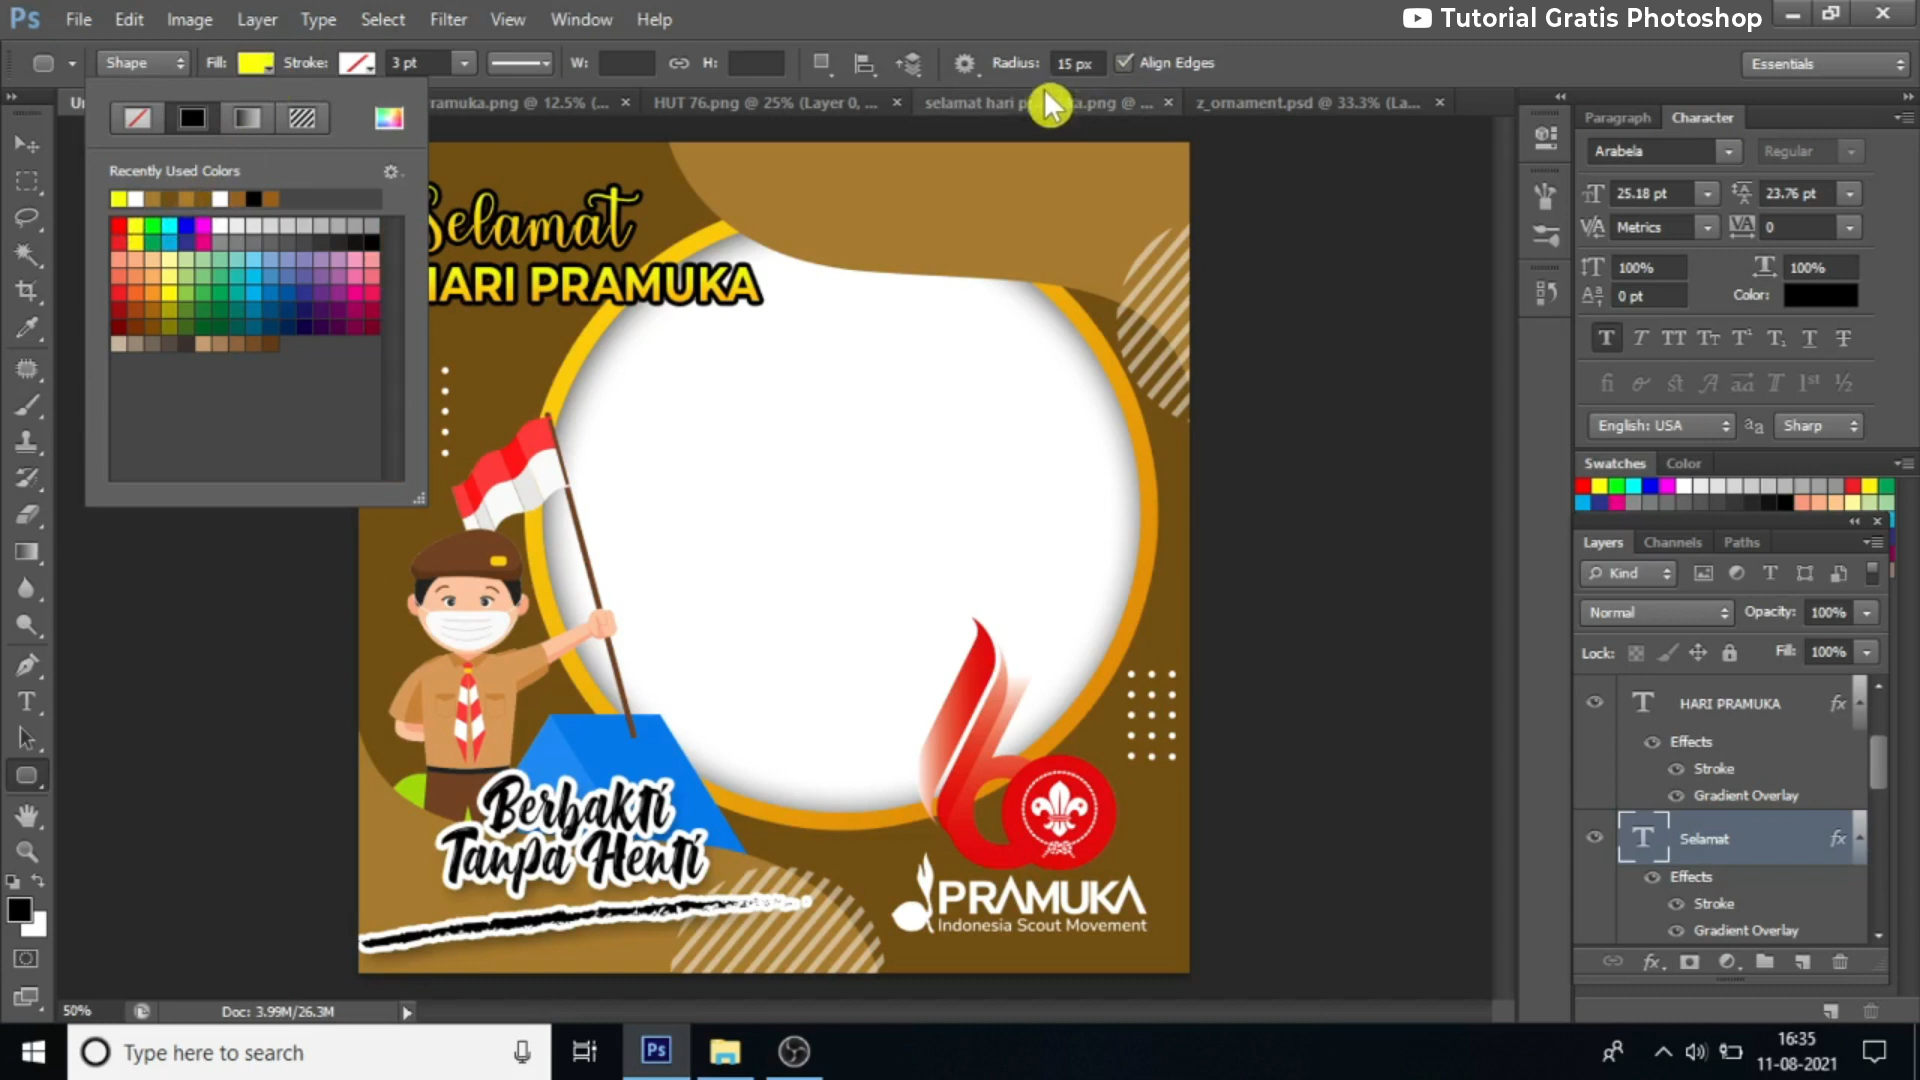 Ps File Edit Image Layer Type Select Filter View Window Help
Tutorial Gratis Photoshop
Shape Fill: Stroke: 3 pt W: H: Radius: 15 px Align Edges Essentials
ramuka.png @ 12.5% (... × HUT 76.png @ 25% (Layer 0, ... × selamat hari × z_ornament.psd @ 33.3% (La... ×
Recently Used Colors
Selamat
HARI PRAMUKA
Berbakti
Tanpa Henti
PRAMUKA
Indonesia Scout Movement
Paragraph Character
Arabela Regular
25.18 pt 23.76 pt
Metrics 0
100% 100%
0 pt Color:
English: USA Sharp
Swatches Color
Layers Channels Paths
Kind
Normal Opacity: 100%
Lock: Fill: 100%
HARI PRAMUKA fx
Effects
Stroke
Gradient Overlay
Selamat fx
Effects
Stroke
Gradient Overlay
50% Doc: 3.99M/26.3M
Type here to search
Ps
16:35
11-08-2021